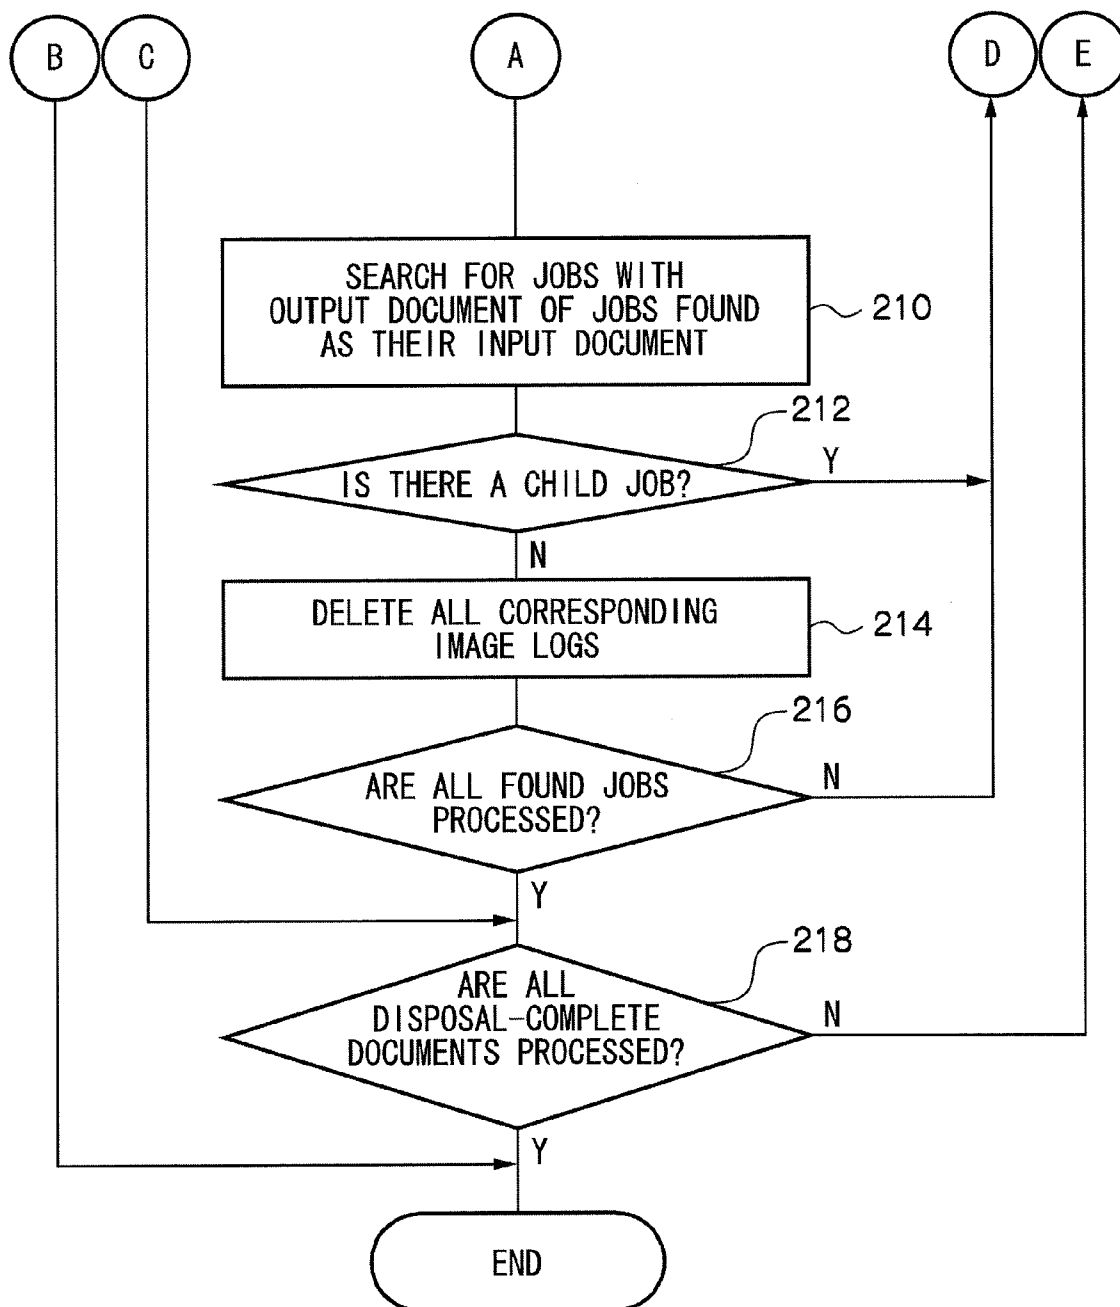 B
C
A
D
E
SEARCH FOR JOBS WITH
OUTPUT DOCUMENT OF JOBS FOUND
AS THEIR INPUT DOCUMENT
210
212
IS THERE A CHILD JOB?
Y
N
DELETE ALL CORRESPONDING
IMAGE LOGS
214
216
ARE ALL FOUND JOBS
PROCESSED?
N
Y
218
ARE ALL
DISPOSAL-COMPLETE
DOCUMENTS PROCESSED?
N
Y
END